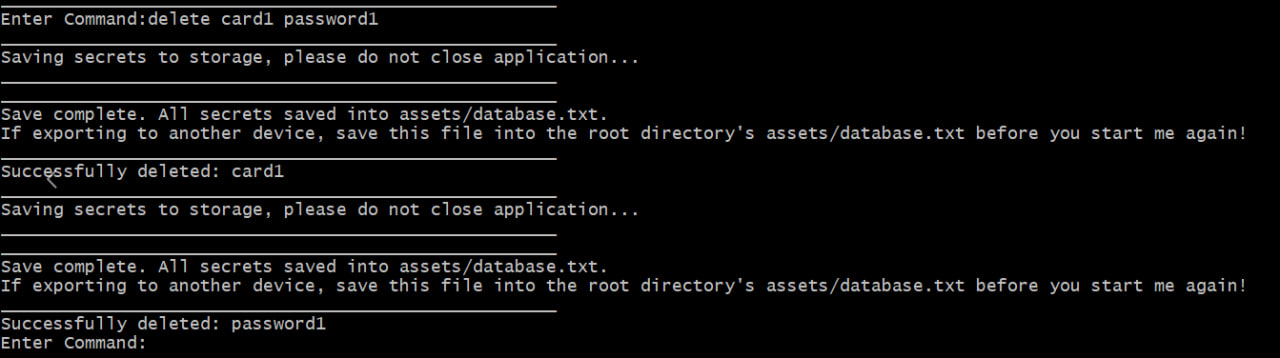 Enter Command:delete card1 password1
Saving secrets to storage, please do not close application...
Save complete. All secrets saved into assets/database.txt.
If exporting to another device, save this file into the root directory's assets/database.txt before you start me again!
Successfully deleted: card1
Saving secrets to storage, please do not close application...
Save complete. All secrets saved into assets/database.txt.
If exporting to another device, save this file into the root directory's assets/database.txt before you start me again!
Successfully deleted: password1
Enter Command: